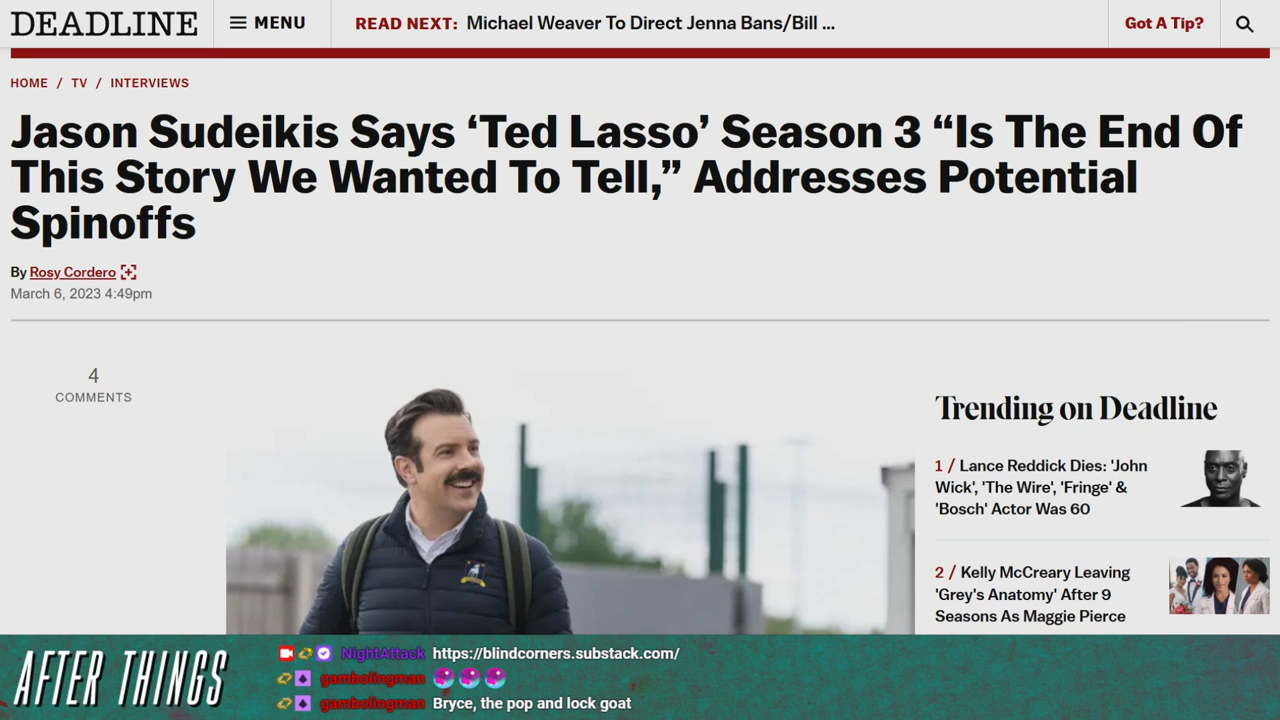 DEADLINE
MENU
READ NEXT: Michael Weaver To Direct Jenna Bans/Bill ...
Got A Tip?
HOME / TV / INTERVIEWS
Jason Sudeikis Says ‘Ted Lasso’ Season 3 “Is The End Of
This Story We Wanted To Tell,” Addresses Potential
Spinoffs
By Rosy Cordero
March 6, 2023 4:49pm
4
COMMENTS
Trending on Deadline
1 / Lance Reddick Dies: 'John
Wick', 'The Wire', 'Fringe' &
'Bosch' Actor Was 60
2 / Kelly McCreary Leaving
'Grey's Anatomy' After 9
Seasons As Maggie Pierce
AFTER THINGS
NightAttack https://blindcorners.substack.com/
gambolingman
gambolingman Bryce, the pop and lock goat